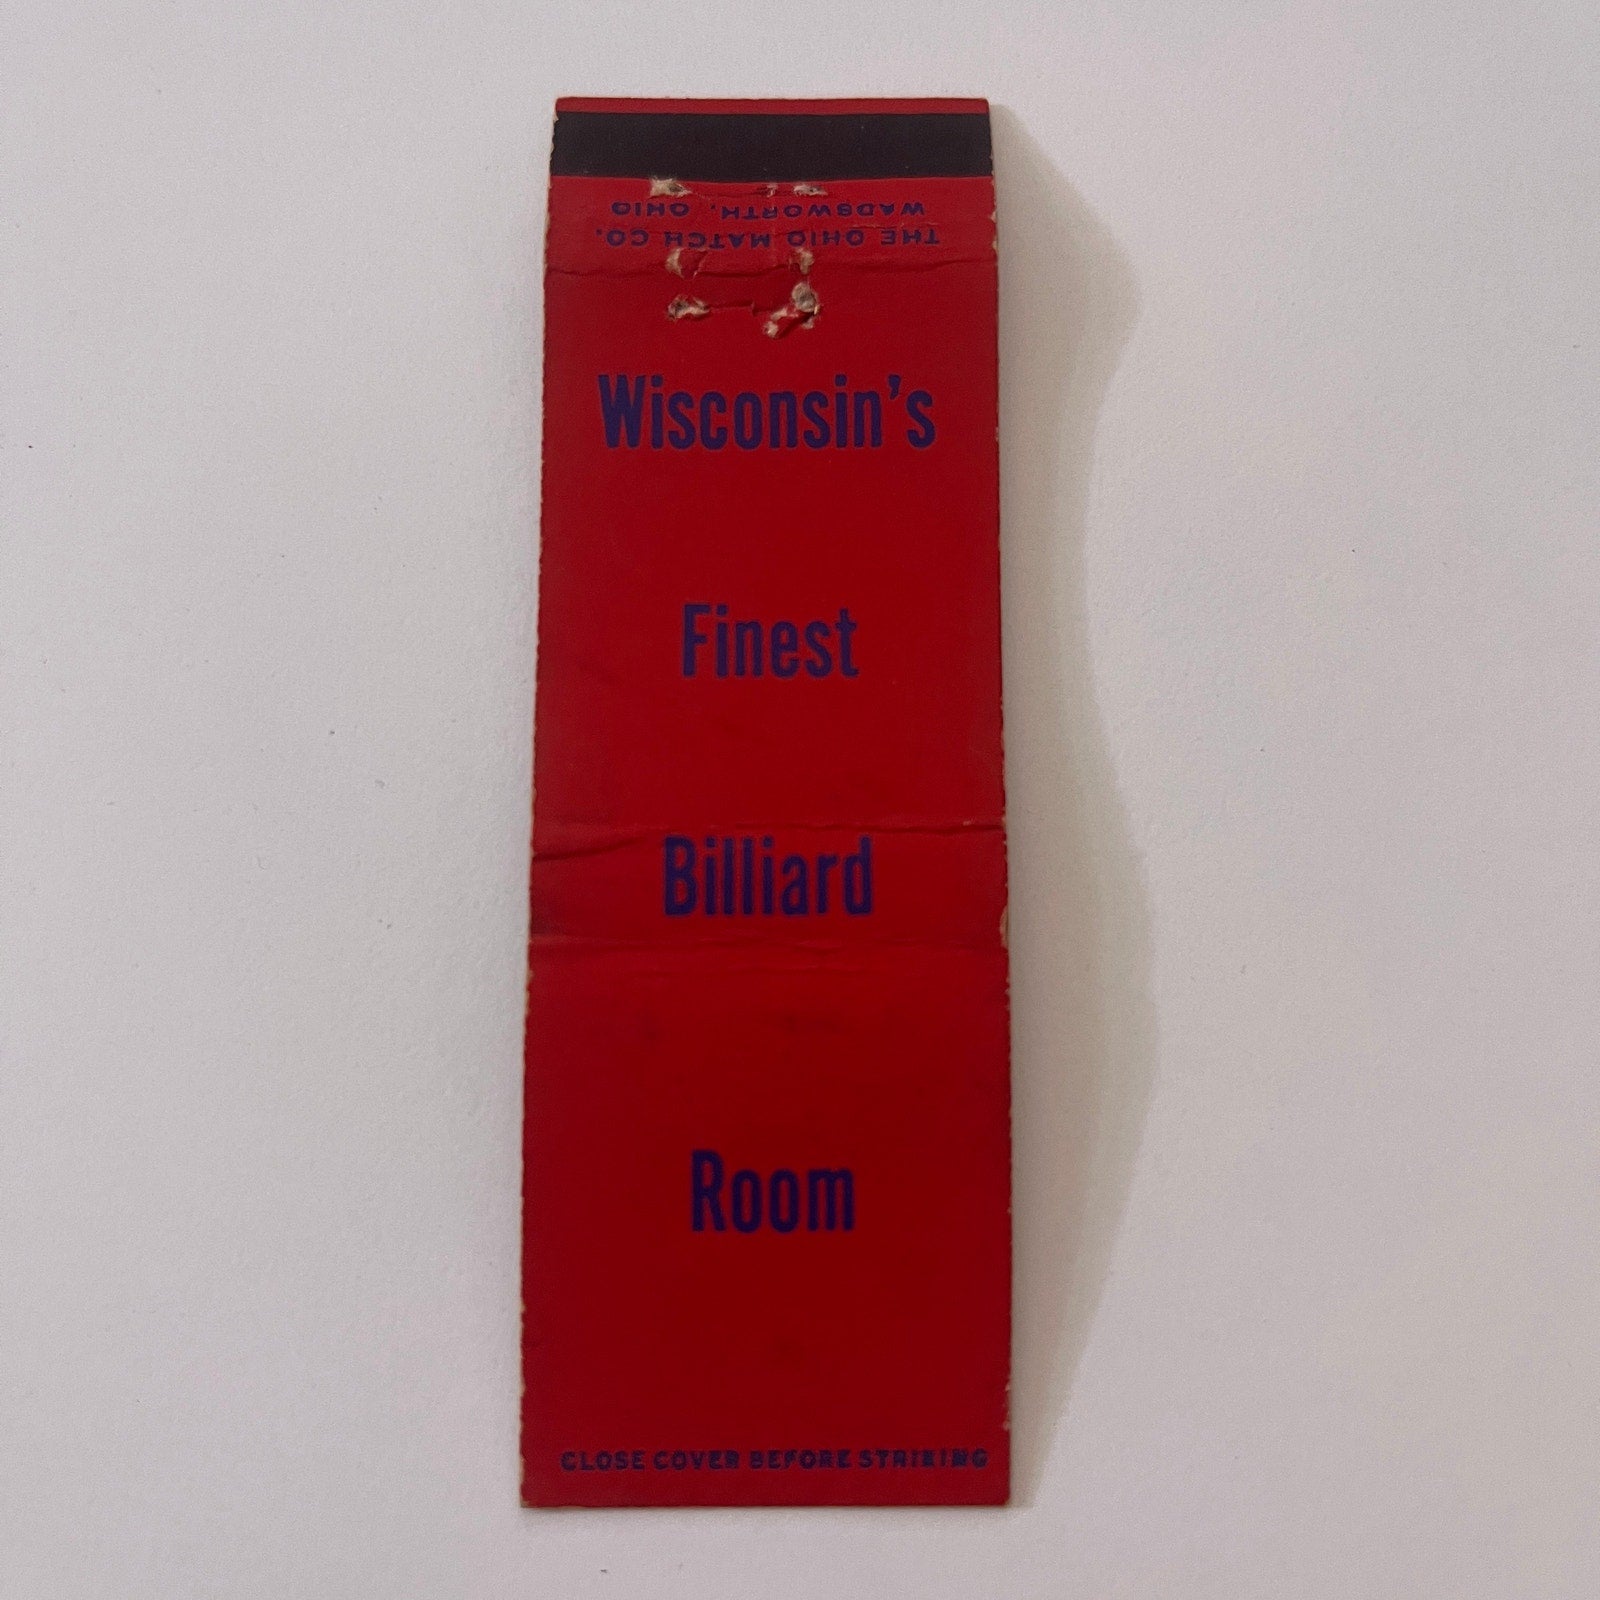 THE OHIO MATCH CO.
WADSWORTH, OHIO
Wisconsin's
Finest
Billiard
Room
CLOSE COVER BEFORE STRIKING